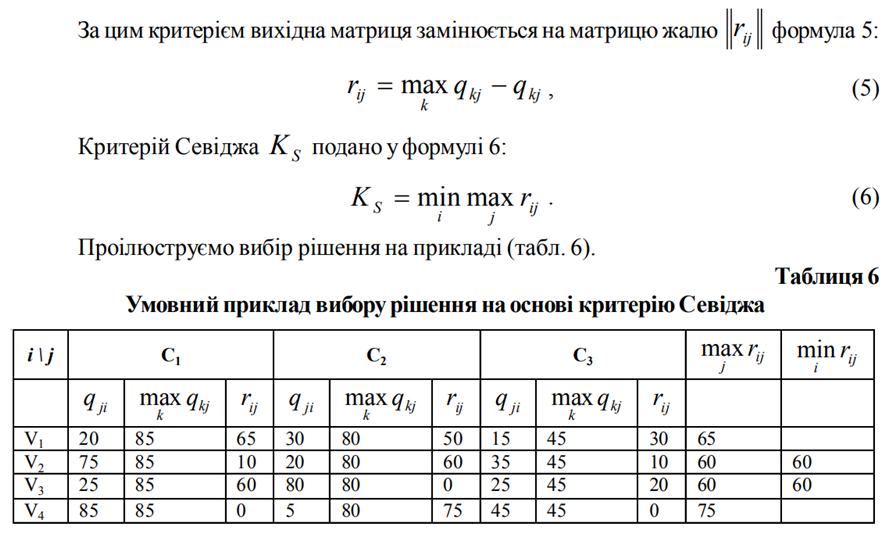 За цим критерієм вихідна матриця замінюється на матрицю жалю ‖r_ij‖ формула 5:
r_ij = max_k q_kj − q_kj , (5)
Критерій Севіджа K_S подано у формулі 6:
K_S = min_i max_j r_ij . (6)
Проілюструємо вибір рішення на прикладі (табл. 6).
Таблиця 6
Умовний приклад вибору рішення на основі критерію Севіджа
i \ j C₁ C₂ C₃ max_j r_ij min_i r_ij
q_ji max_k q_kj r_ij q_ji max_k q_kj r_ij q_ji max_k q_kj r_ij
V₁ 20 85 65 30 80 50 15 45 30 65
V₂ 75 85 10 20 80 60 35 45 10 60 60
V₃ 25 85 60 80 80 0 25 45 20 60 60
V₄ 85 85 0 5 80 75 45 45 0 75